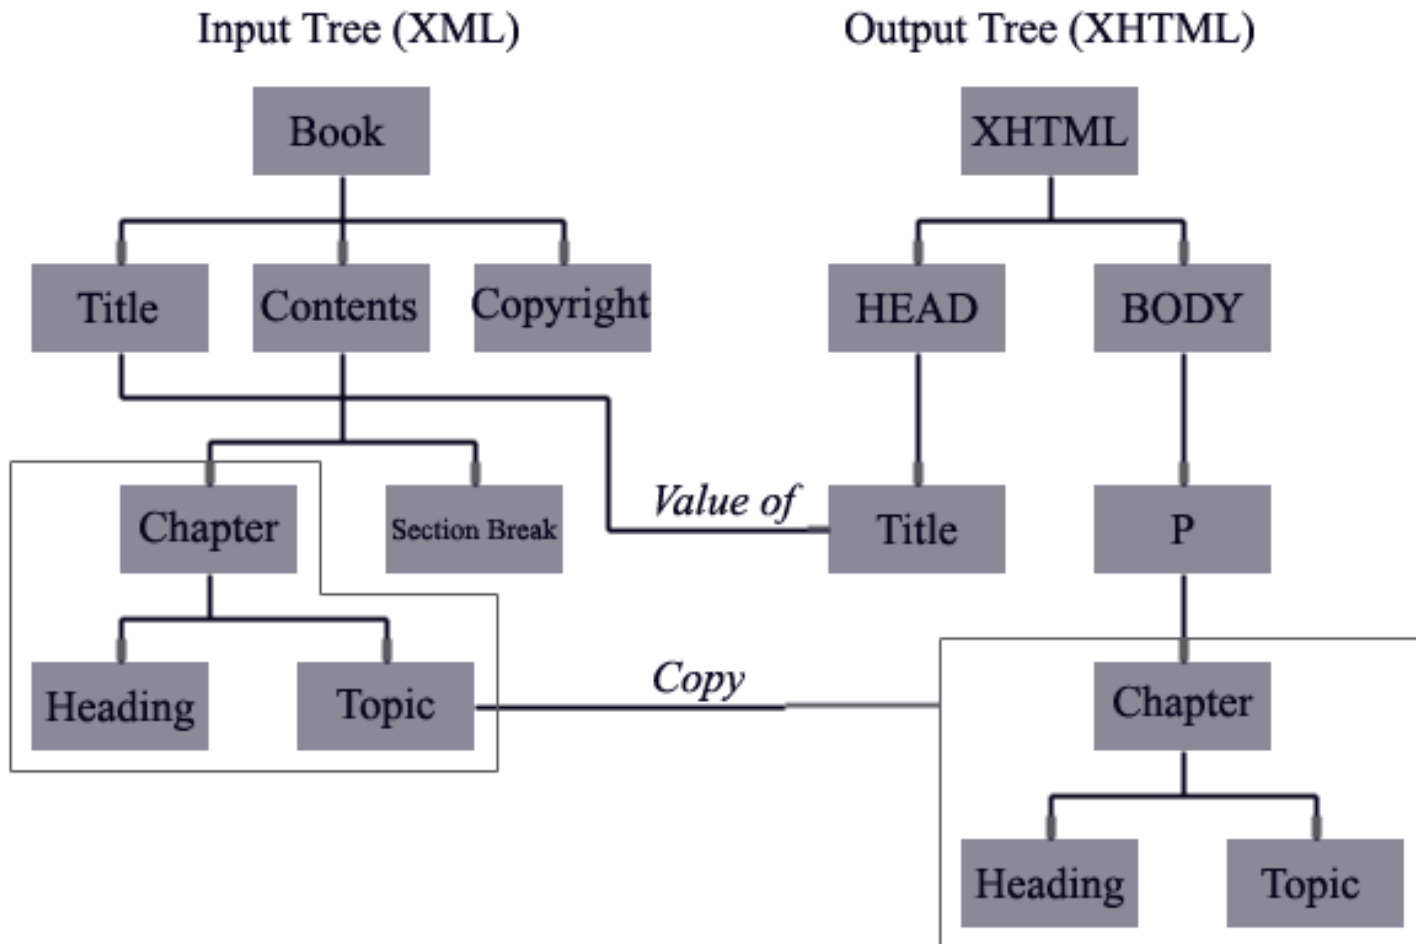 Input Tree (XML)
Output Tree (XHTML)
Book
XHTML
Title
Contents
Copyright
HEAD
BODY
Chapter
Section Break
Value of
Title
P
Heading
Topic
Copy
Chapter
Heading
Topic